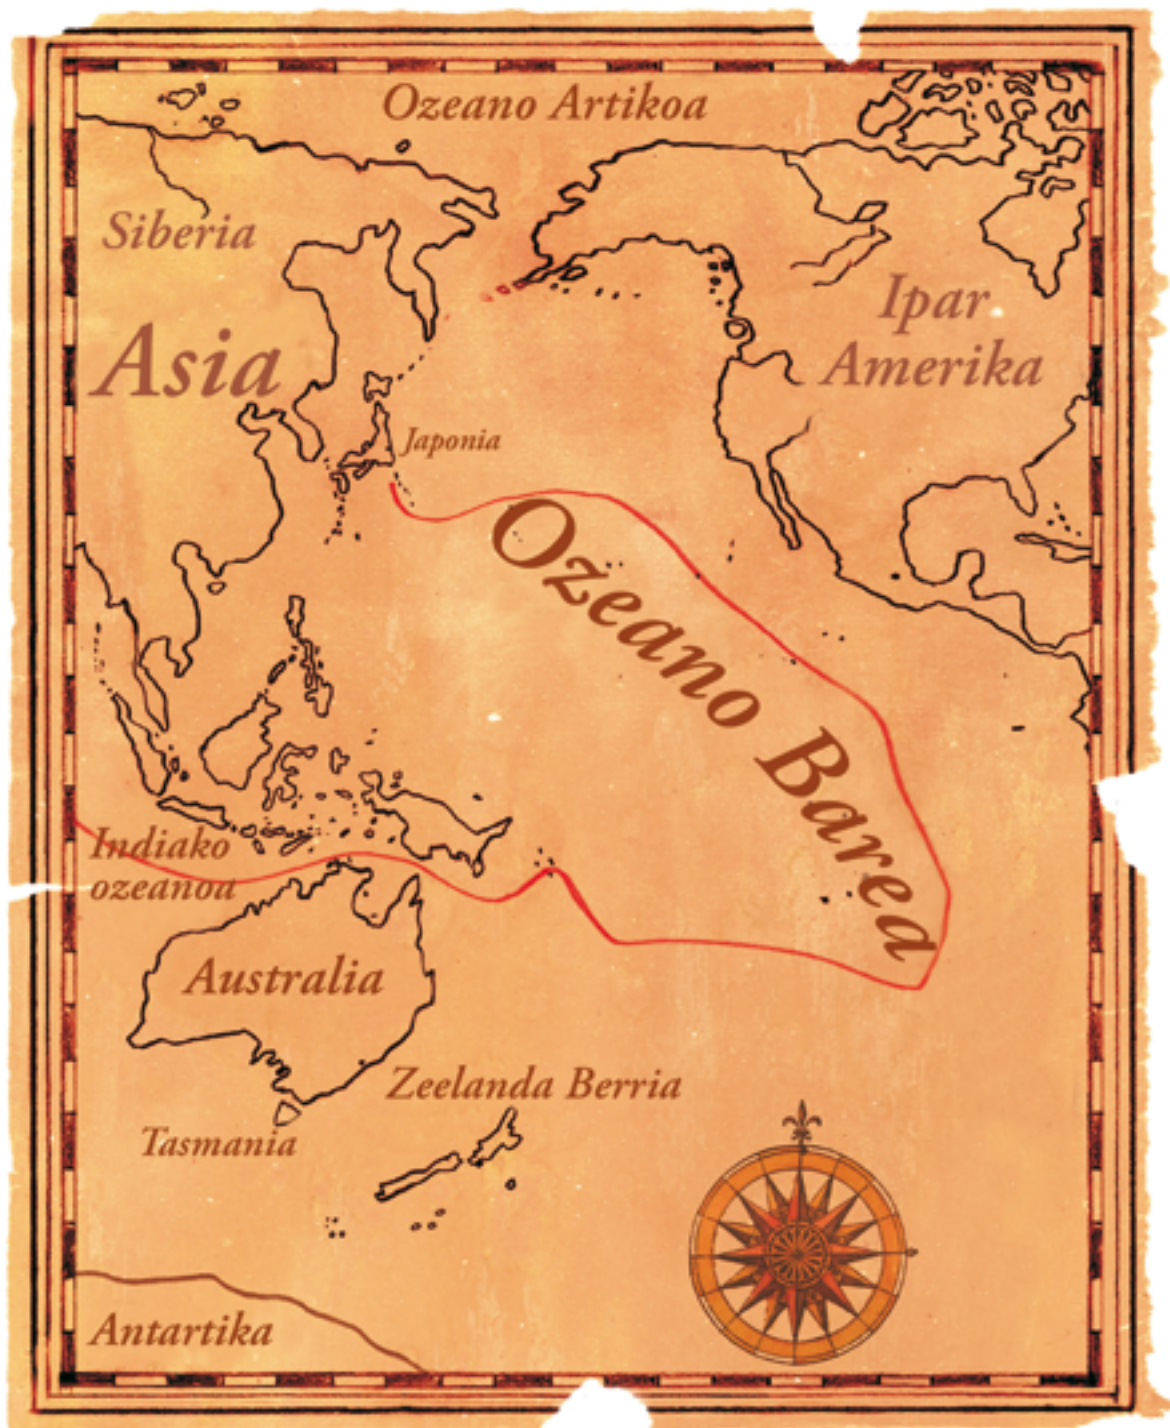 Ozeano Artikoa
Siberia
Ipar
Amerika
Asia
Japonia
Ozeano Barea
Indiako
ozeanoa
Australia
Zeelanda Berria
Tasmania
Antartika